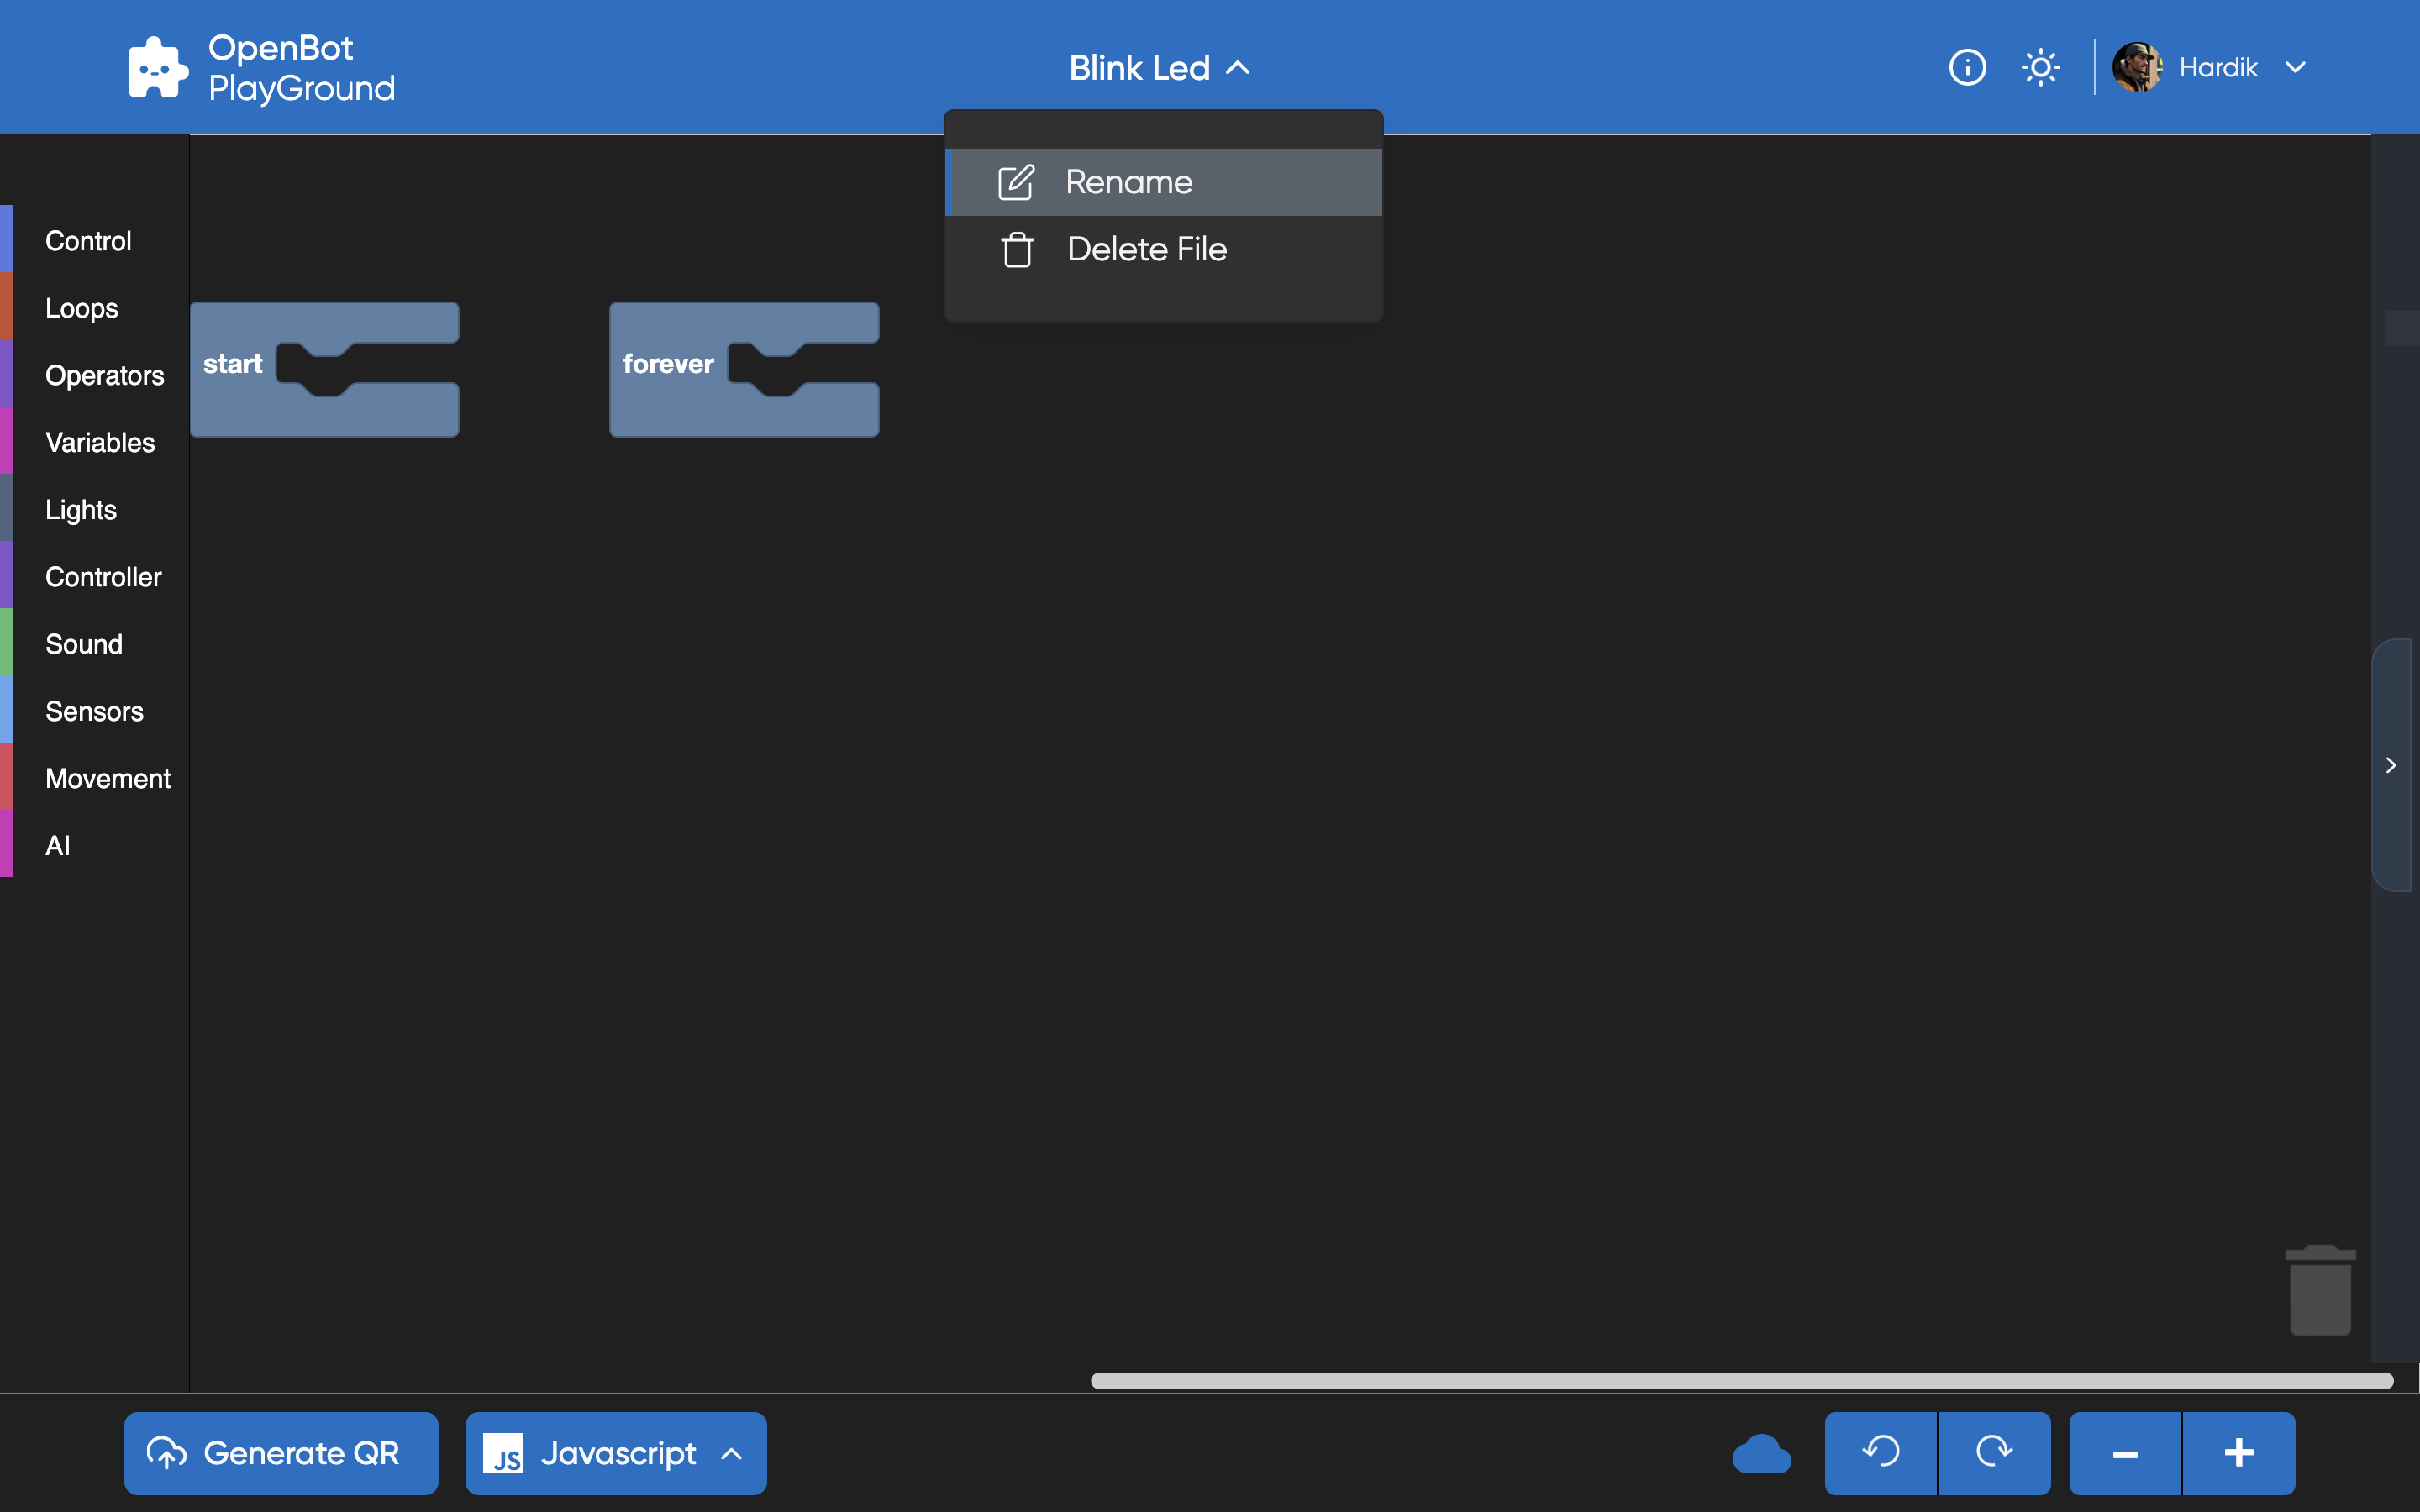 OpenBot
PlayGround
Blink Led
Hardik
Rename
Delete File
Control
Loops
Operators
Variables
Lights
Controller
Sound
Sensors
Movement
AI
start
forever
Generate QR
JS Javascript